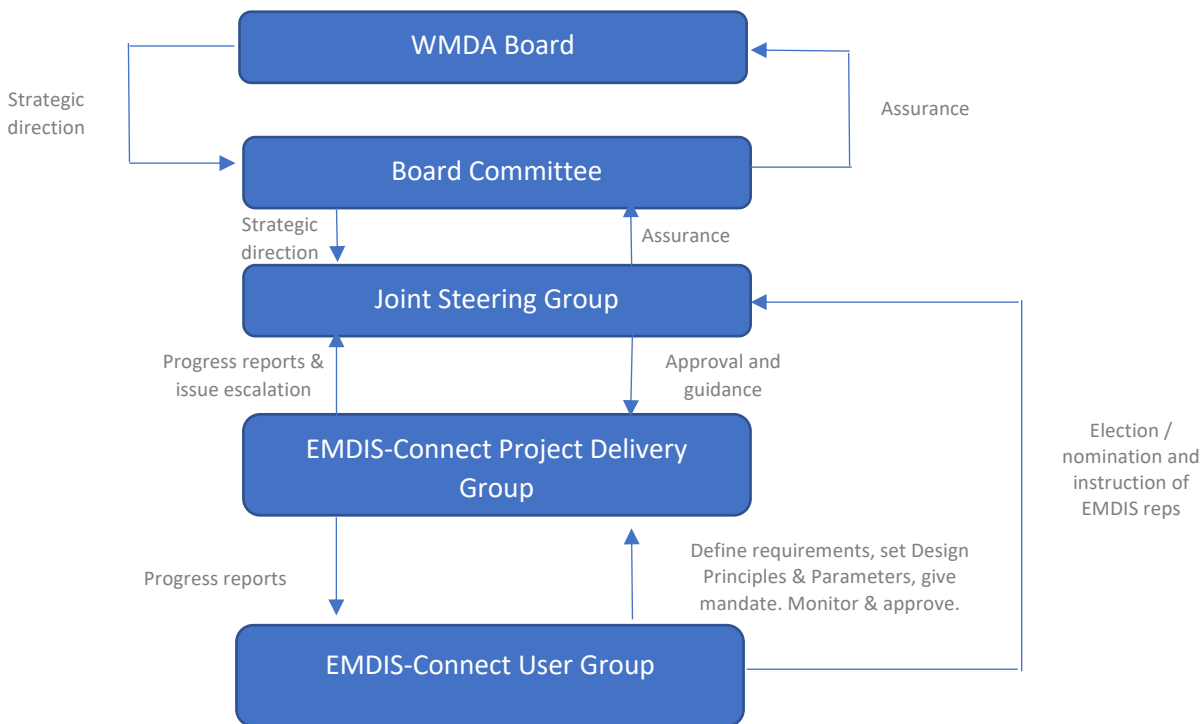 WMDA Board
Strategic
direction
Assurance
Board Committee
Strategic
direction
Assurance
Joint Steering Group
Progress reports &
issue escalation
Approval and
guidance
Election /
nomination and
instruction of
EMDIS reps
EMDIS-Connect Project Delivery
Group
Progress reports
Define requirements, set Design
Principles & Parameters, give
mandate. Monitor & approve.
EMDIS-Connect User Group